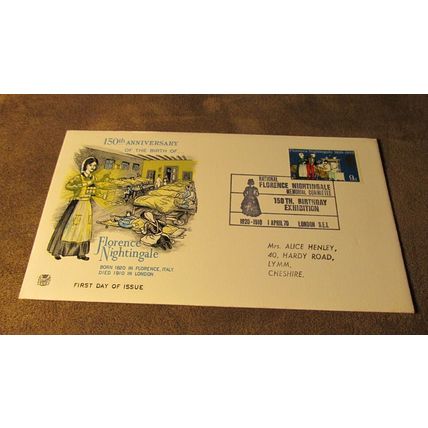 150th ANNIVERSARY
OF THE BIRTH OF
Florence
Nightingale
BORN 1820 IN FLORENCE, ITALY
DIED 1910 IN LONDON
FIRST DAY OF ISSUE
NATIONAL
FLORENCE NIGHTINGALE
MEMORIAL COMMITTEE
150TH. BIRTHDAY
EXHIBITION
1820-1910 1 APRIL 70 LONDON S.E.1
9d
Mrs. ALICE HENLEY,
40, HARDY ROAD,
LYMM,
CHESHIRE.